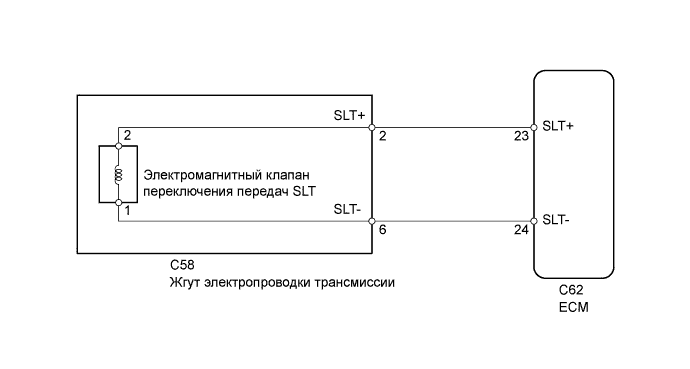 SLT+
2
2
23
SLT+
Электромагнитный клапан
переключения передач SLT
1
SLT-
6
24
SLT-
C58
Жгут электропроводки трансмиссии
C62
ECM